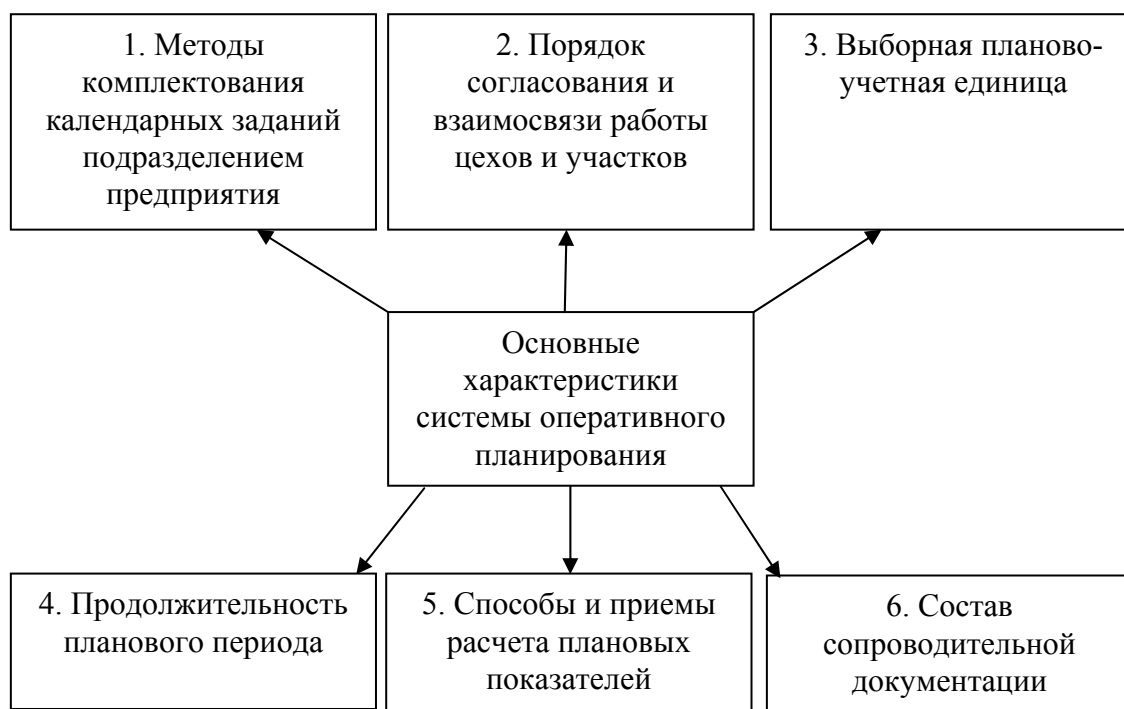 1. Методы
комплектования
календарных заданий
подразделением
предприятия
2. Порядок
согласования и
взаимосвязи работы
цехов и участков
3. Выборная планово-
учетная единица
Основные
характеристики
системы оперативного
планирования
4. Продолжительность
планового периода
5. Способы и приемы
расчета плановых
показателей
6. Состав
сопроводительной
документации